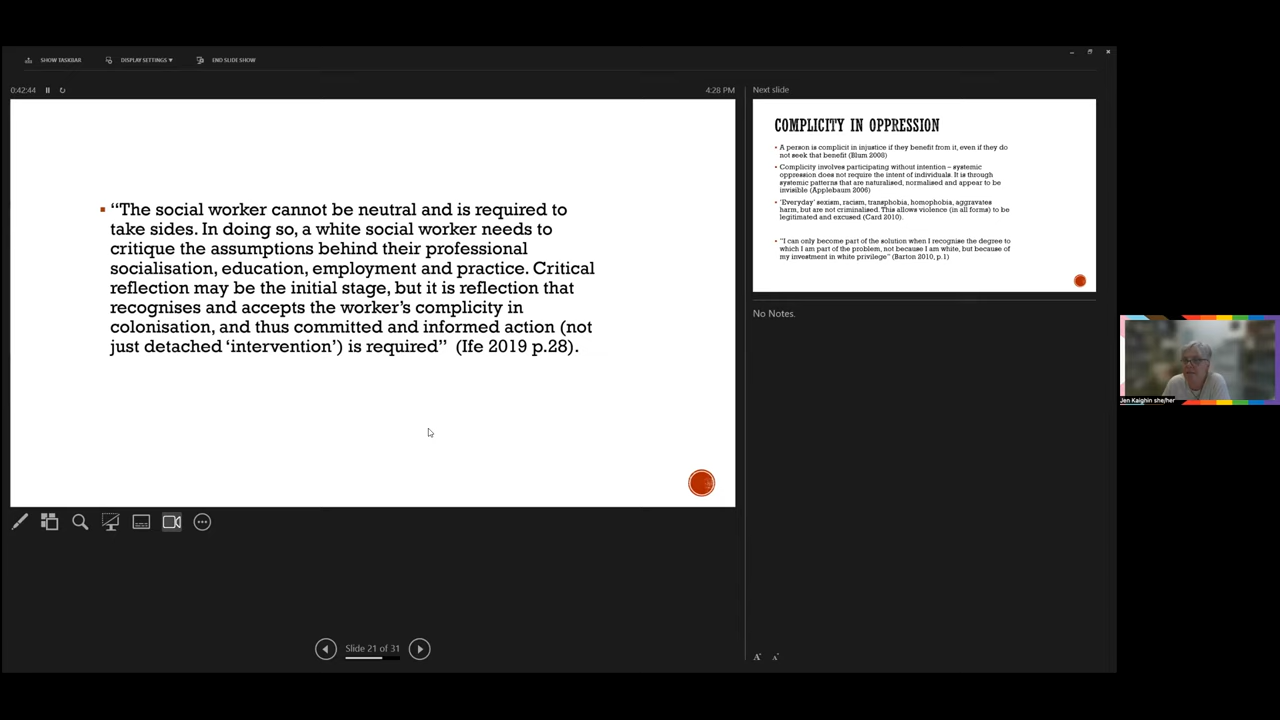 SHOW TASKBAR
DISPLAY SETTINGS ▾
END SLIDE SHOW
0:42:44
4:28 PM
▪ “The social worker cannot be neutral and is required to
take sides. In doing so, a white social worker needs to
critique the assumptions behind their professional
socialisation, education, employment and practice. Critical
reflection may be the initial stage, but it is reflection that
recognises and accepts the worker’s complicity in
colonisation, and thus committed and informed action (not
just detached ‘intervention’) is required” (Ife 2019 p.28).
Slide 21 of 31
Next slide
COMPLICITY IN OPPRESSION
▪ A person is complicit in injustice if they benefit from it, even if they do
not seek that benefit (Blum 2008)
▪ Complicity involves participating without intention – systemic
oppression does not require the intent of individuals. It is through
systemic patterns that are naturalised, normalised and appear to be
invisible (Applebaum 2006)
▪ ‘Everyday’ sexism, racism, transphobia, homophobia, aggravates
harm, but are not criminalised. This allows violence (in all forms) to be
legitimated and excused (Card 2010).
▪ “I can only become part of the solution when I recognise the degree to
which I am part of the problem, not because I am white, but because of
my investment in white privilege” (Barton 2010, p.1)
No Notes.
A
A
Jen Kaighin she/her